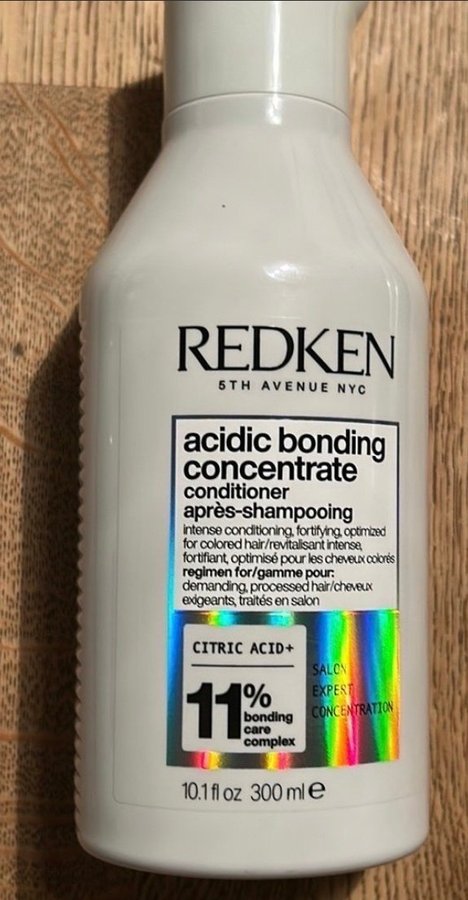 REDKEN
5TH AVENUE NYC
acidic bonding
concentrate
conditioner
après-shampooing
intense conditioning, fortifying, optimized
for colored hair/revitalisant intense,
fortifiant, optimisé pour les cheveux colorés
regimen for/gamme pour:
demanding, processed hair/cheveux
exigeants, traités en salon
CITRIC ACID+
11%
bonding
care
complex
SALON
EXPERT
CONCENTRATION
10.1 fl oz 300 ml e